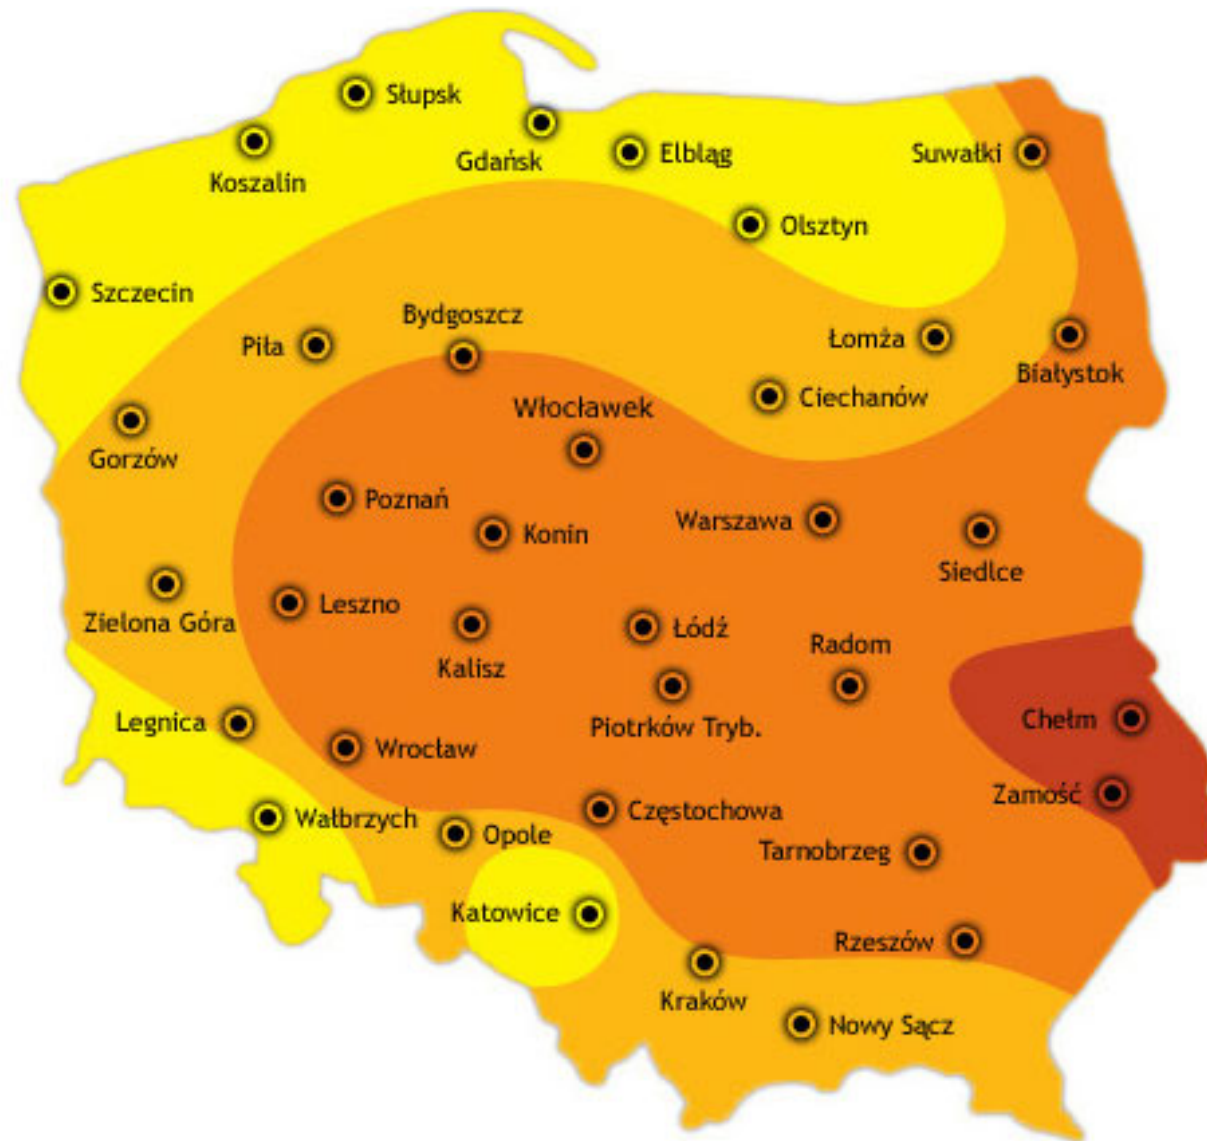 Słupsk
Gdańsk
Elbląg
Suwałki
Koszalin
Olsztyn
Szczecin
Bydgoszcz
Piła
Łomża
Białystok
Ciechanów
Włocławek
Gorzów
Poznań
Konin
Warszawa
Siedlce
Zielona Góra
Leszno
Łódź
Radom
Kalisz
Legnica
Wrocław
Piotrków Tryb.
Chełm
Zamość
Wałbrzych
Opole
Częstochowa
Tarnobrzeg
Katowice
Rzeszów
Kraków
Nowy Sącz